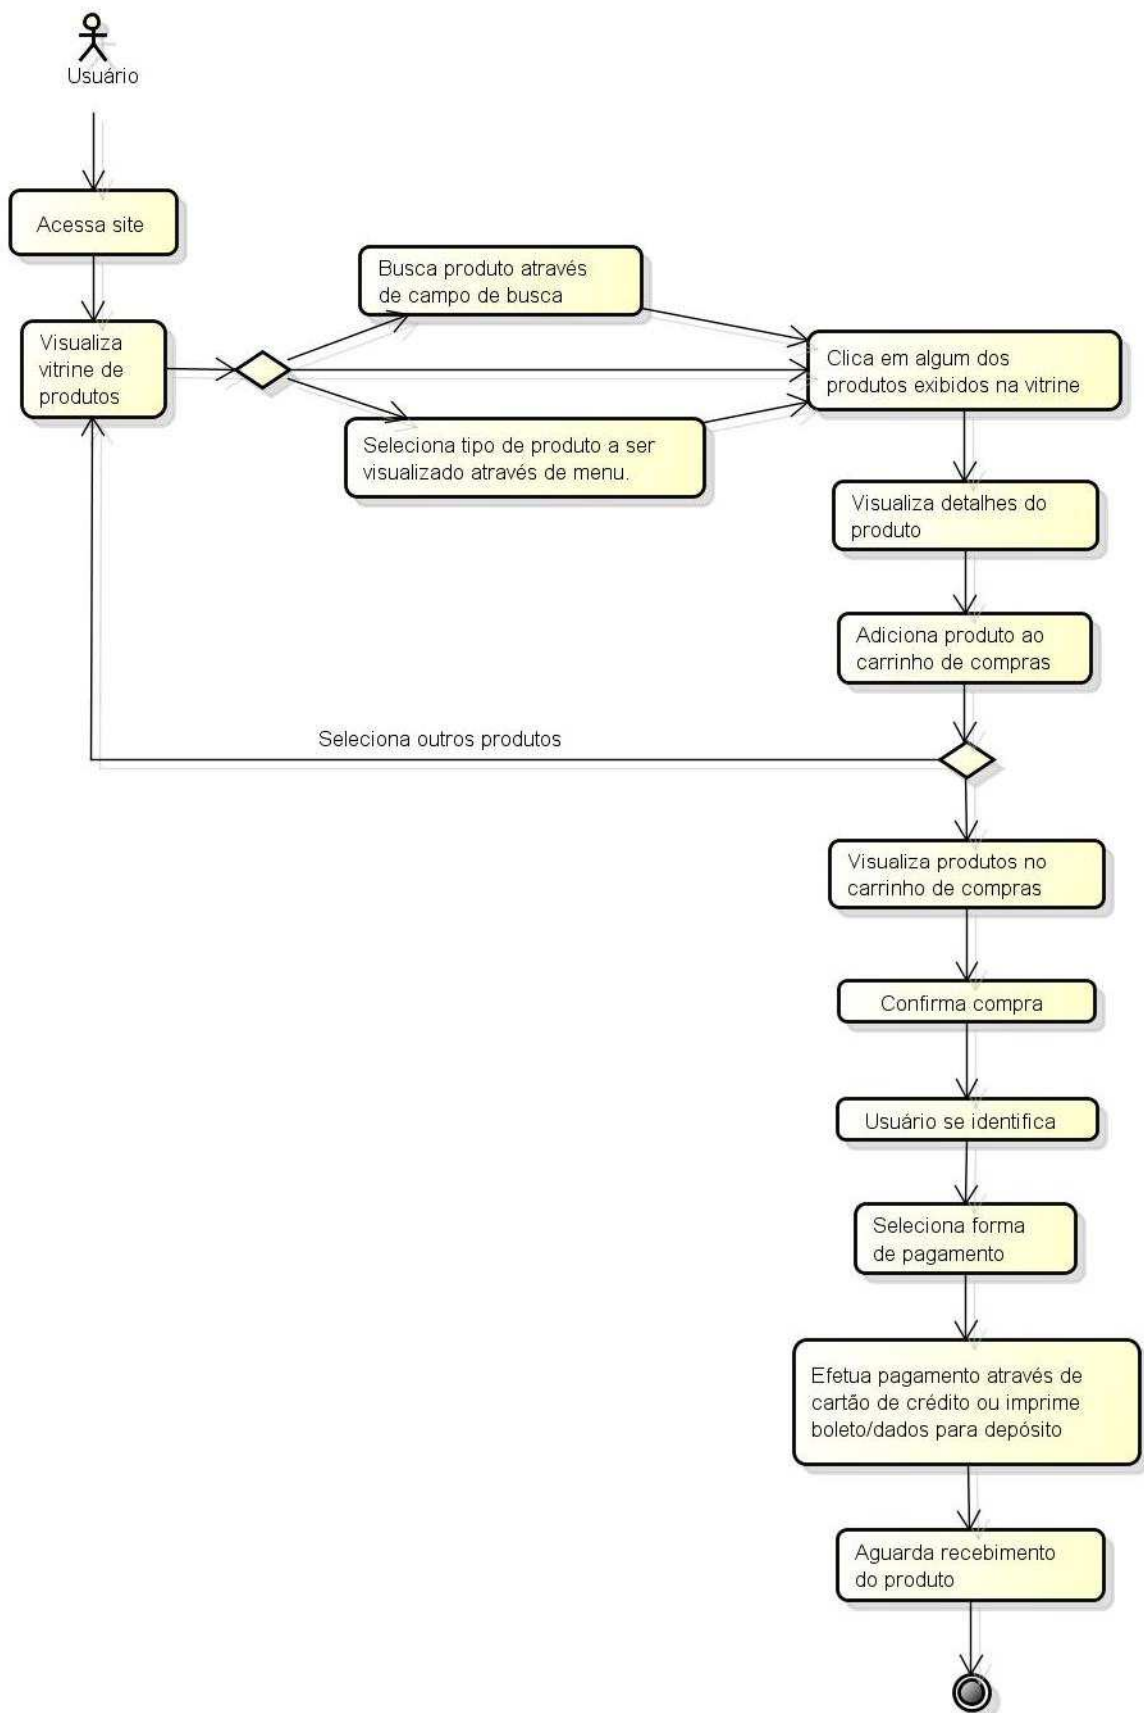 Usuário
Acessa site
Visualiza
vitrine de
produtos
Busca produto através
de campo de busca
Seleciona tipo de produto a ser
visualizado através de menu.
Clica em algum dos
produtos exibidos na vitrine
Visualiza detalhes do
produto
Adiciona produto ao
carrinho de compras
Seleciona outros produtos
Visualiza produtos no
carrinho de compras
Confirma compra
Usuário se identifica
Seleciona forma
de pagamento
Efetua pagamento através de
cartão de crédito ou imprime
boleto/dados para depósito
Aguarda recebimento
do produto